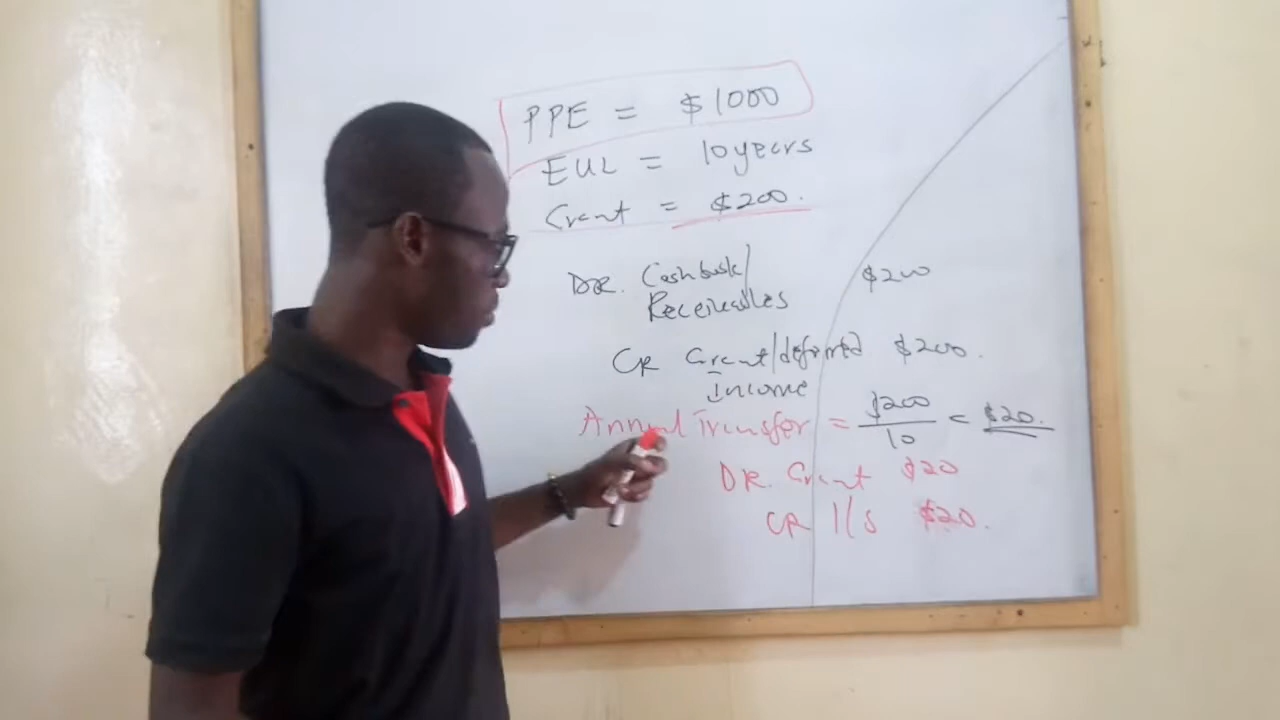 PPE = $1000
EUL = 10 years
Grant = $200.
DR. Cashbook/ $200
Receivables
CR Grant/deferred $200.
Income
Annual Transfer = $200/10 = $20.
DR. Grant $20
CR I/S $20.